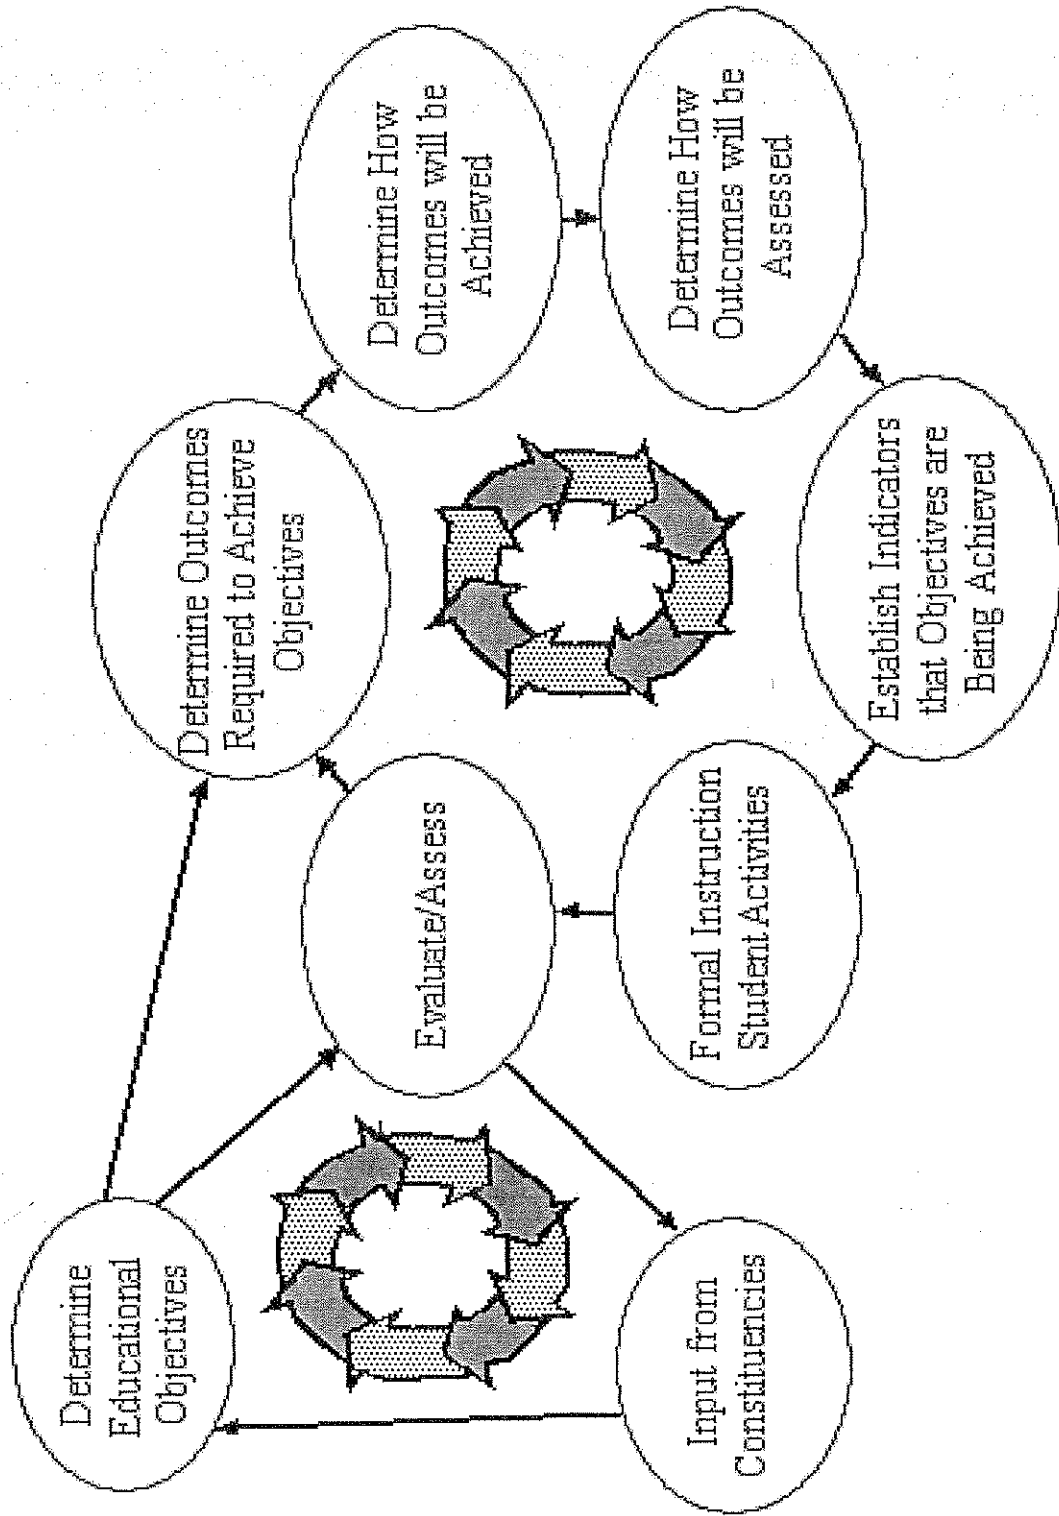 Determine
Educational
Objectives
Determine Outcomes
Required to Achieve
Objectives
Determine How
Outcomes will be
Achieved
Evaluate/Assess
Input from
Constituencies
Formal Instruction
Student Activities
Determine How
Outcomes will be
Assessed
Establish Indicators
that Objectives are
Being Achieved